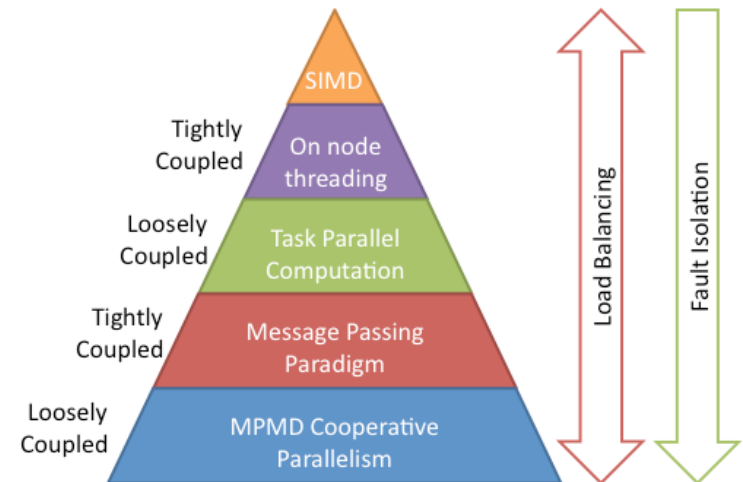 SIMD
Tightly
Coupled
On node
threading
Loosely
Coupled
Task Parallel
Computation
Tightly
Coupled
Message Passing
Paradigm
Loosely
Coupled
MPMD Cooperative
Parallelism
Load Balancing
Fault Isolation